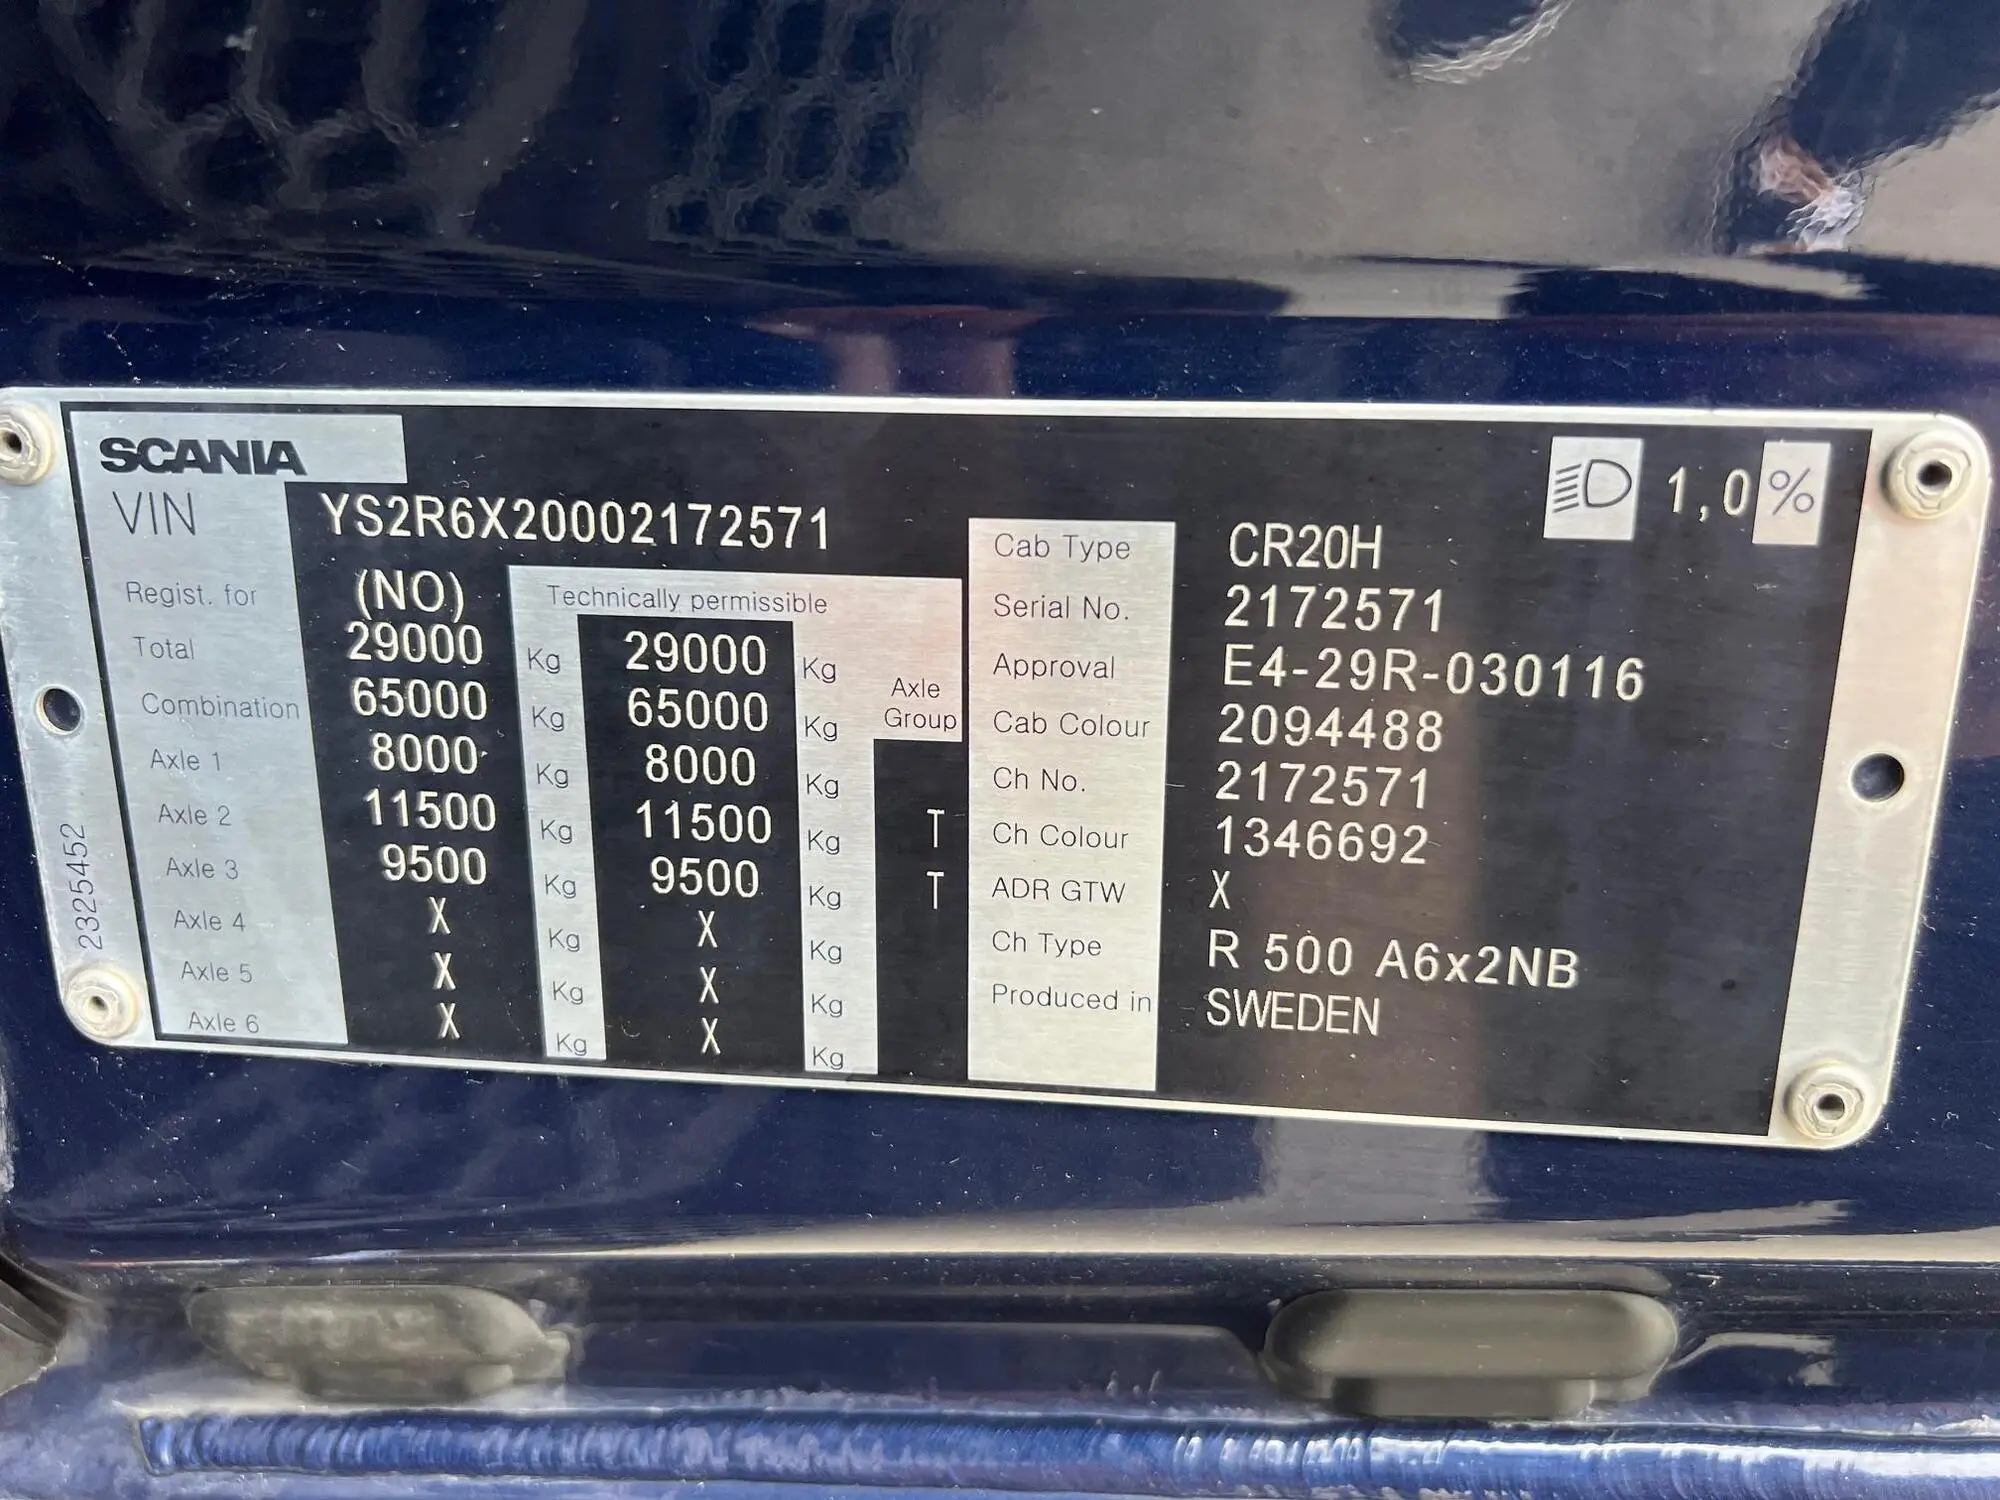 SCANIA
VIN YS2R6X20002172571
1,0 %
Regist. for (NO) Technically permissible
Total 29000 Kg 29000 Kg
Combination 65000 Kg 65000 Kg Axle Group
Axle 1 8000 Kg 8000 Kg
Axle 2 11500 Kg 11500 Kg T
Axle 3 9500 Kg 9500 Kg T
Axle 4 X Kg X Kg
Axle 5 X Kg X Kg
Axle 6 X Kg X Kg
Cab Type CR20H
Serial No. 2172571
Approval E4-29R-030116
Cab Colour 2094488
Ch No. 2172571
Ch Colour 1346692
ADR GTW X
Ch Type R 500 A6x2NB
Produced in SWEDEN
2325452